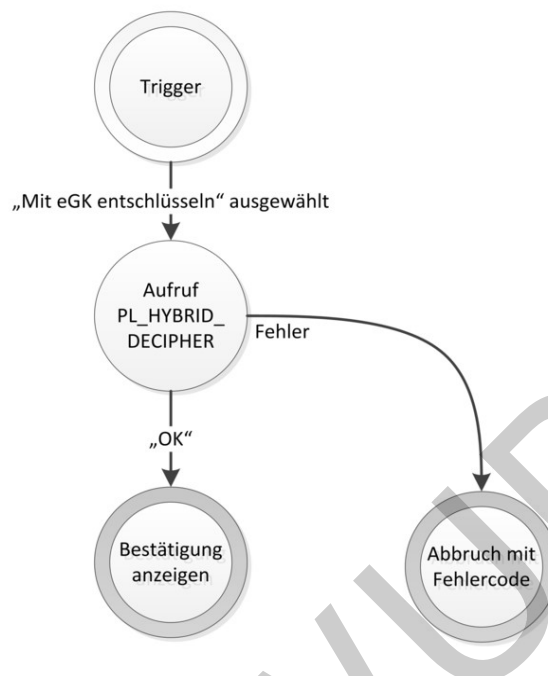 Trigger
„Mit eGK entschlüsseln“ ausgewählt
Aufruf
PL_HYBRID_
DECIPHER
Fehler
„OK“
Bestätigung
anzeigen
Abbruch mit
Fehlercode